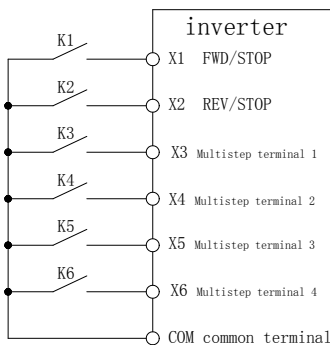 inverter
K1 X1 FWD/STOP
K2 X2 REV/STOP
K3 X3 Multistep terminal 1
K4 X4 Multistep terminal 2
K5 X5 Multistep terminal 3
K6 X6 Multistep terminal 4
COM common terminal